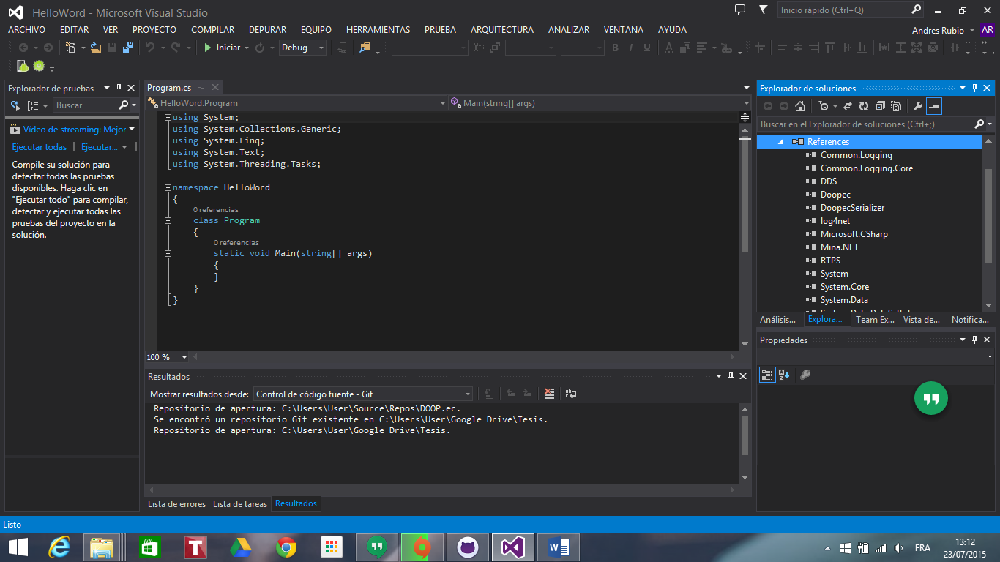 HelloWord - Microsoft Visual Studio
Inicio rápido (Ctrl+Q)
ARCHIVO EDITAR VER PROYECTO COMPILAR DEPURAR EQUIPO HERRAMIENTAS PRUEBA ARQUITECTURA ANALIZAR VENTANA AYUDA
Andres Rubio AR
Iniciar Debug
Explorador de pruebas
Buscar
Vídeo de streaming: Mejor
Ejecutar todas | Ejecutar...
Compile su solución para
detectar todas las pruebas
disponibles. Haga clic en
"Ejecutar todo" para compilar,
detectar y ejecutar todas las
pruebas del proyecto en la
solución.
Program.cs
HelloWord.Program
Main(string[] args)
using System;
using System.Collections.Generic;
using System.Linq;
using System.Text;
using System.Threading.Tasks;
namespace HelloWord
{
0 referencias
class Program
{
0 referencias
static void Main(string[] args)
{
}
}
}
100 %
Resultados
Mostrar resultados desde: Control de código fuente - Git
Repositorio de apertura: C:\Users\User\Source\Repos\DOOP.ec.
Se encontró un repositorio Git existente en C:\Users\User\Google Drive\Tesis.
Repositorio de apertura: C:\Users\User\Google Drive\Tesis.
Lista de errores Lista de tareas Resultados
Explorador de soluciones
Buscar en el Explorador de soluciones (Ctrl+;)
References
Common.Logging
Common.Logging.Core
DDS
Doopec
DoopecSerializer
log4net
Microsoft.CSharp
Mina.NET
RTPS
System
System.Core
System.Data
Análisis... Explora... Team Ex... Vista de... Notifica...
Propiedades
Listo
FRA
13:12
23/07/2015